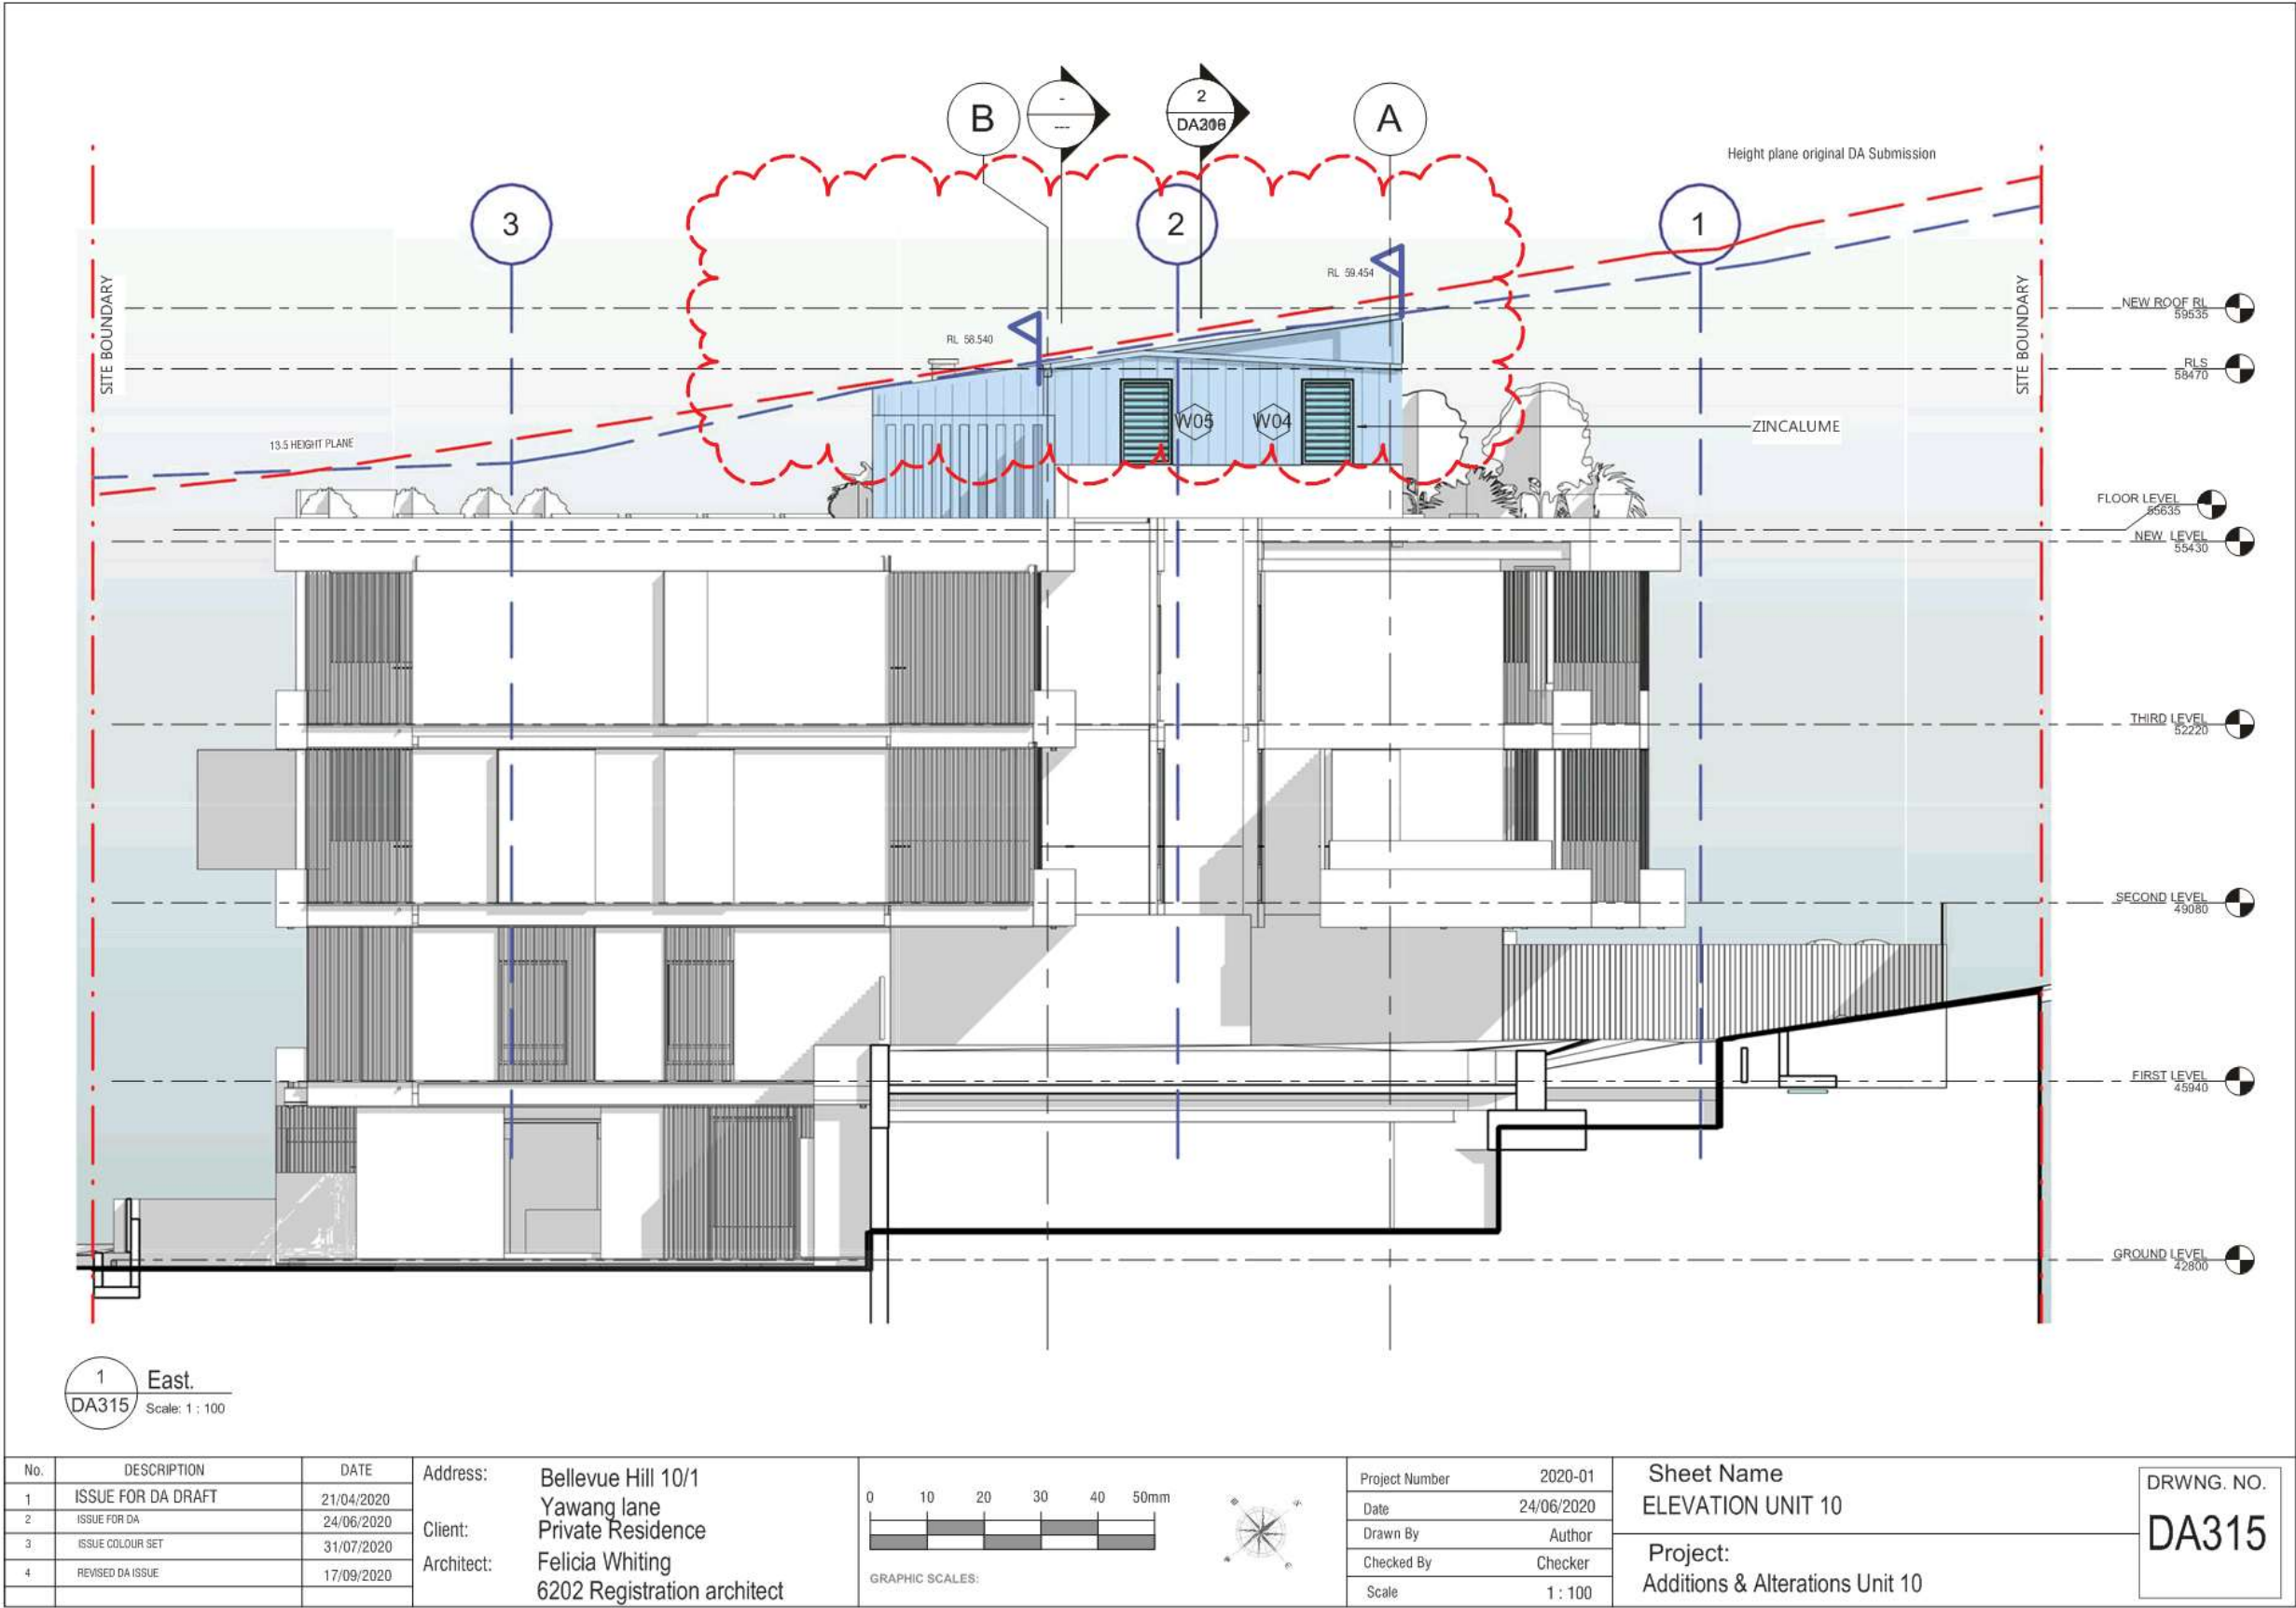 B
-
---
2
A
Height plane original DA Submission
3
2
1
SITE BOUNDARY
SITE BOUNDARY
RL 59.454
RL 58.540
NEW ROOF RL
59535
RLS
58470
W05
W04
ZINCALUME
13.5 HEIGHT PLANE
FLOOR LEVEL
55635
NEW LEVEL
55430
THIRD LEVEL
52220
SECOND LEVEL
49080
FIRST LEVEL
45940
GROUND LEVEL
42800
1
DA315
East.
Scale: 1 : 100
No. DESCRIPTION DATE
1 ISSUE FOR DA DRAFT 21/04/2020
2 ISSUE FOR DA 24/06/2020
3 ISSUE COLOUR SET 31/07/2020
4 REVISED DA ISSUE 17/09/2020
Address: Bellevue Hill 10/1
Yawang lane
Client: Private Residence
Architect: Felicia Whiting
6202 Registration architect
0 10 20 30 40 50mm
GRAPHIC SCALES:
Project Number 2020-01
Date 24/06/2020
Drawn By Author
Checked By Checker
Scale 1 : 100
Sheet Name
ELEVATION UNIT 10
Project:
Additions & Alterations Unit 10
DRWNG. NO.
DA315